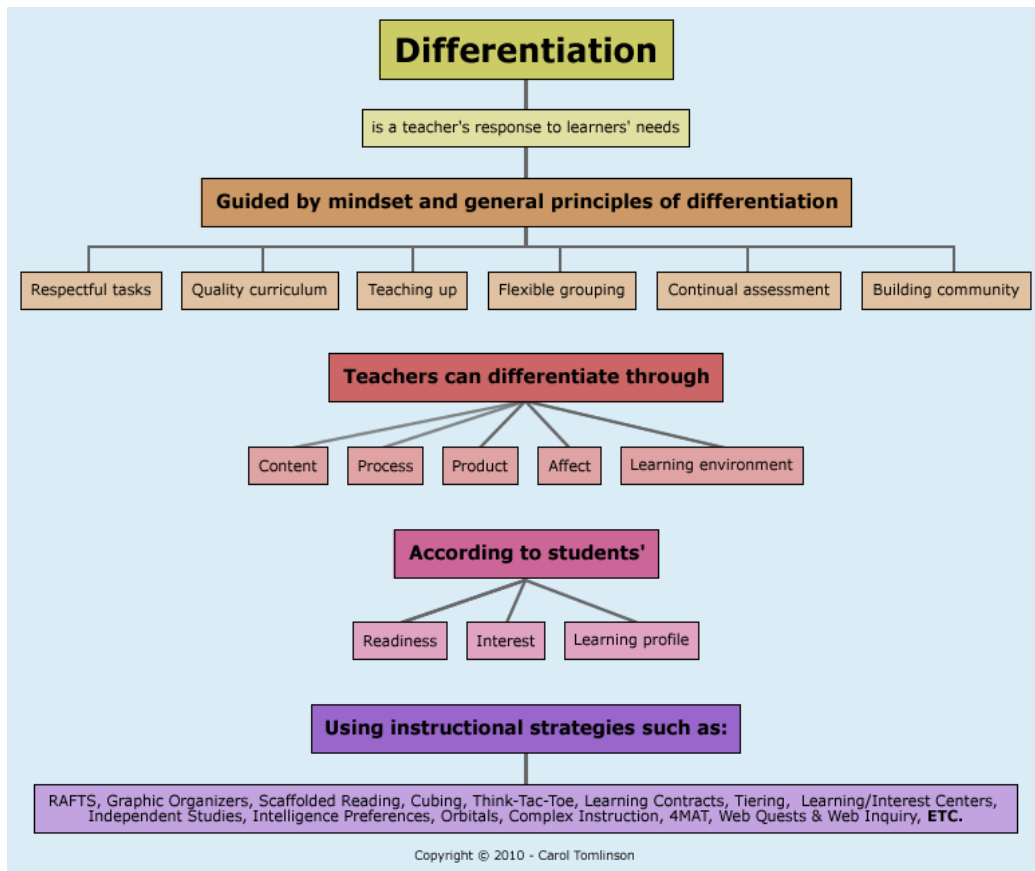 Differentiation
is a teacher's response to learners' needs
Guided by mindset and general principles of differentiation
Respectful tasks
Quality curriculum
Teaching up
Flexible grouping
Continual assessment
Building community
Teachers can differentiate through
Content
Process
Product
Affect
Learning environment
According to students'
Readiness
Interest
Learning profile
Using instructional strategies such as:
RAFTS, Graphic Organizers, Scaffolded Reading, Cubing, Think-Tac-Toe, Learning Contracts, Tiering, Learning/Interest Centers,
Independent Studies, Intelligence Preferences, Orbitals, Complex Instruction, 4MAT, Web Quests & Web Inquiry, ETC.
Copyright © 2010 - Carol Tomlinson